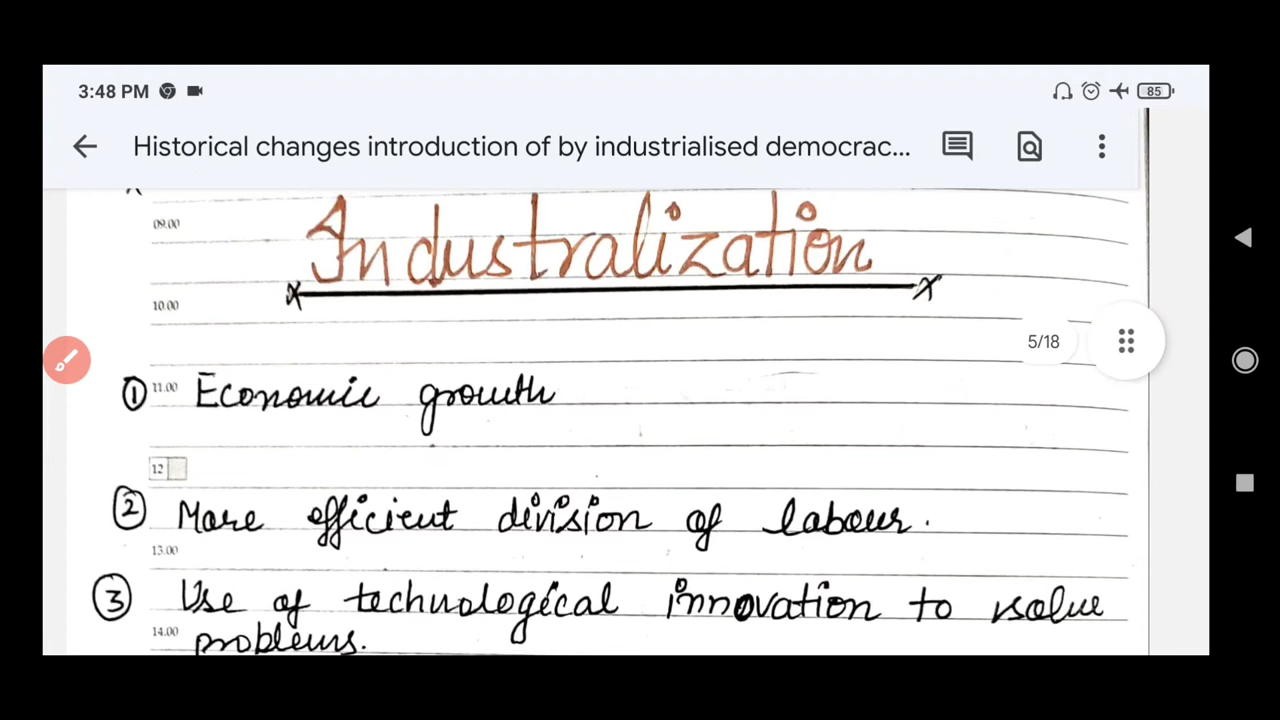 3:48 PM 85
Historical changes introduction of by industrialised democrac...
09.00
Industralization
10.00
5/18
① 11.00 Economic growth
12
② More efficient division of labour.
13.00
③ Use of technological innovation to solve
14.00 problems.